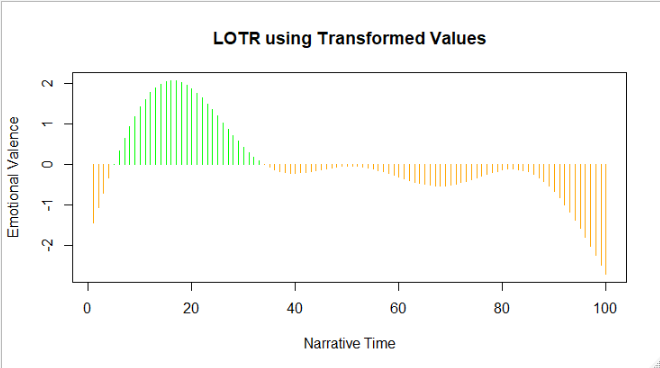 LOTR using Transformed Values
Emotional Valence
2
1
0
-1
-2
0 20 40 60 80 100
Narrative Time